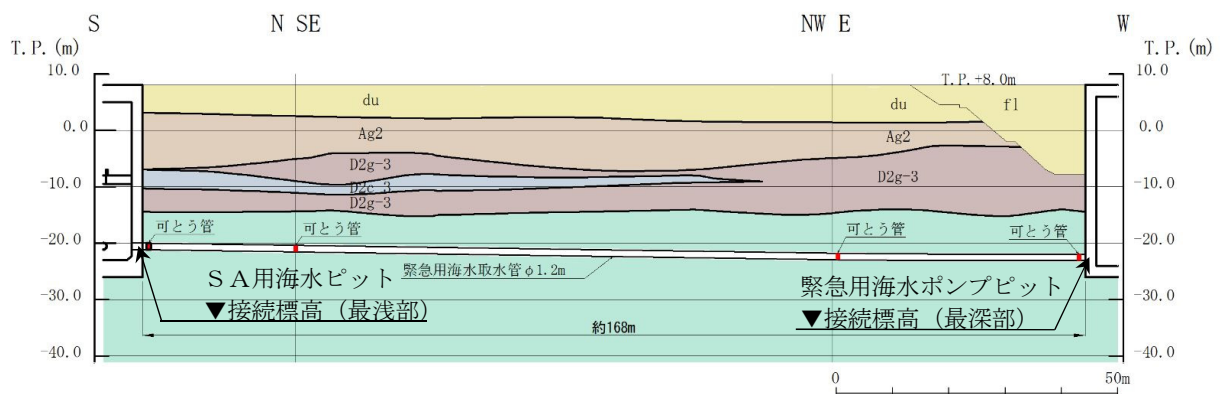 S N SE NW E W
T.P.(m) T.P.(m)
10.0 T.P.+8.0m 10.0
du du fl
0.0 Ag2 Ag2 0.0
D2g-3
D2g-3
-10.0 D2c-3 -10.0
D2g-3
可とう管 可とう管 可とう管 可とう管
-20.0 -20.0
SA用海水ピット 緊急用海水取水管φ1.2m 緊急用海水ポンプピット
-30.0 ▼接続標高（最浅部） ▼接続標高（最深部） -30.0
約168m
-40.0 -40.0
0 50m